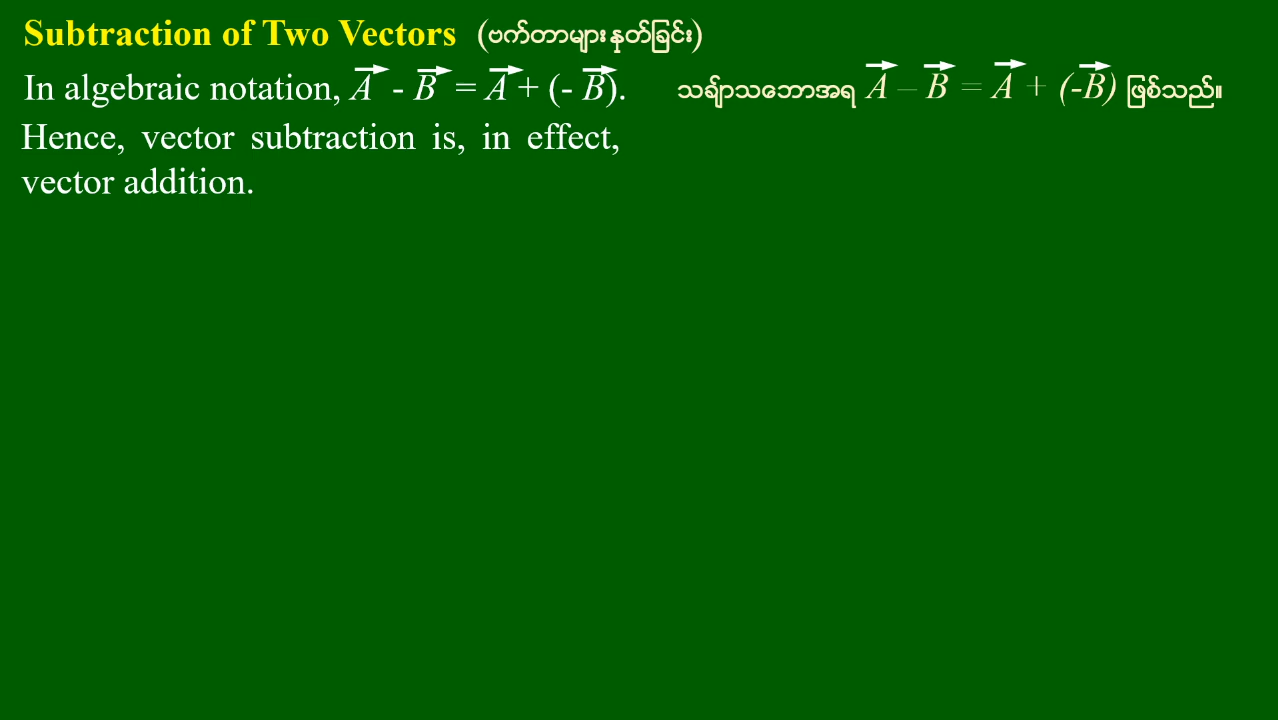 Subtraction of Two Vectors (ဗက်တာများနှုတ်ခြင်း)
In algebraic notation, A⃗ - B⃗ = A⃗ + (- B⃗). သင်္ချာသဘောအရ A⃗ – B⃗ = A⃗ + (-B⃗) ဖြစ်သည်။
Hence, vector subtraction is, in effect,
vector addition.